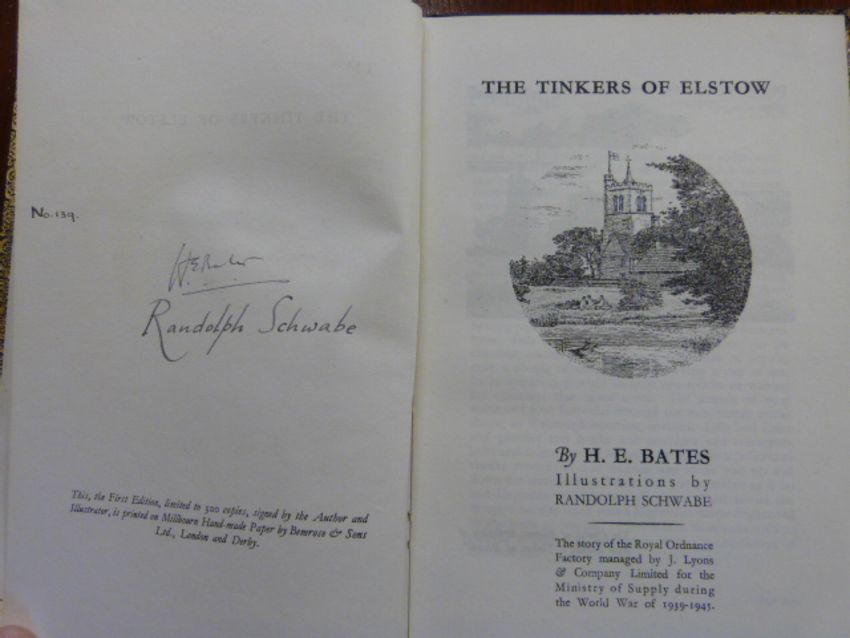 No. 139.
H E Bates
Randolph Schwabe
This, the First Edition, limited to 500 copies, signed by the Author and
Illustrator, is printed on Millbourn Hand-made Paper by Bemrose & Sons
Ltd., London and Derby.
THE TINKERS OF ELSTOW
By H. E. BATES
Illustrations by
RANDOLPH SCHWABE
The story of the Royal Ordnance
Factory managed by J. Lyons
& Company Limited for the
Ministry of Supply during
the World War of 1939-1945.